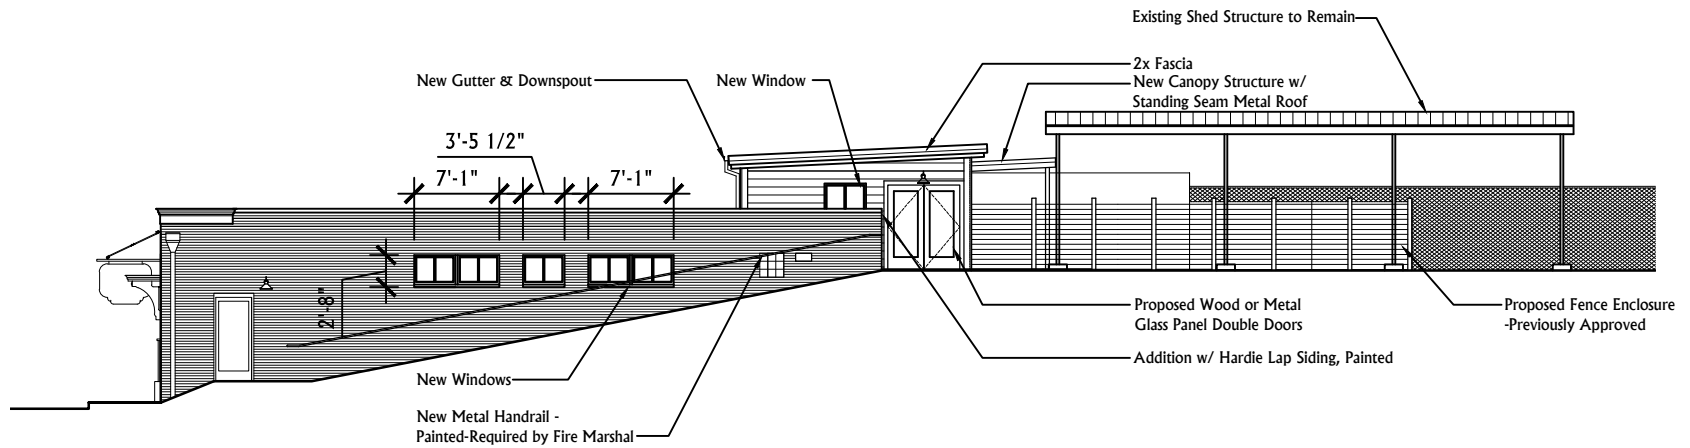 Existing Shed Structure to Remain
2x Fascia
New Gutter & Downspout
New Window
New Canopy Structure w/
Standing Seam Metal Roof
3'-5 1/2"
7'-1"
7'-1"
2'-8"
Proposed Wood or Metal
Glass Panel Double Doors
Proposed Fence Enclosure
-Previously Approved
Addition w/ Hardie Lap Siding, Painted
New Windows
New Metal Handrail -
Painted-Required by Fire Marshal